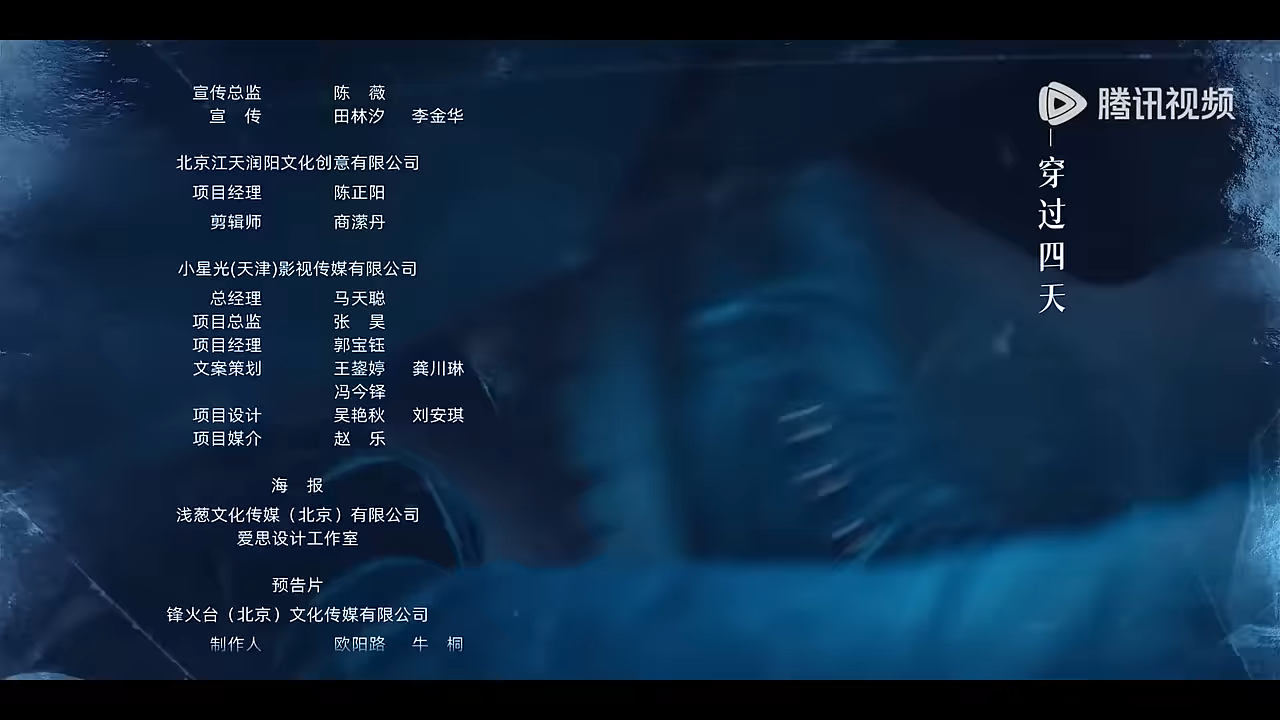 宣传总监 陈 薇
宣 传 田林汐 李金华
北京江天润阳文化创意有限公司
项目经理 陈正阳
剪辑师 商潆丹
小星光(天津)影视传媒有限公司
总经理 马天聪
项目总监 张 昊
项目经理 郭宝钰
文案策划 王鋆婷 龚川琳
冯今铎
项目设计 吴艳秋 刘安琪
项目媒介 赵 乐
海 报
浅葱文化传媒（北京）有限公司
爱思设计工作室
预告片
锋火台（北京）文化传媒有限公司
制作人 欧阳路 牛 桐
腾讯视频
穿过四天